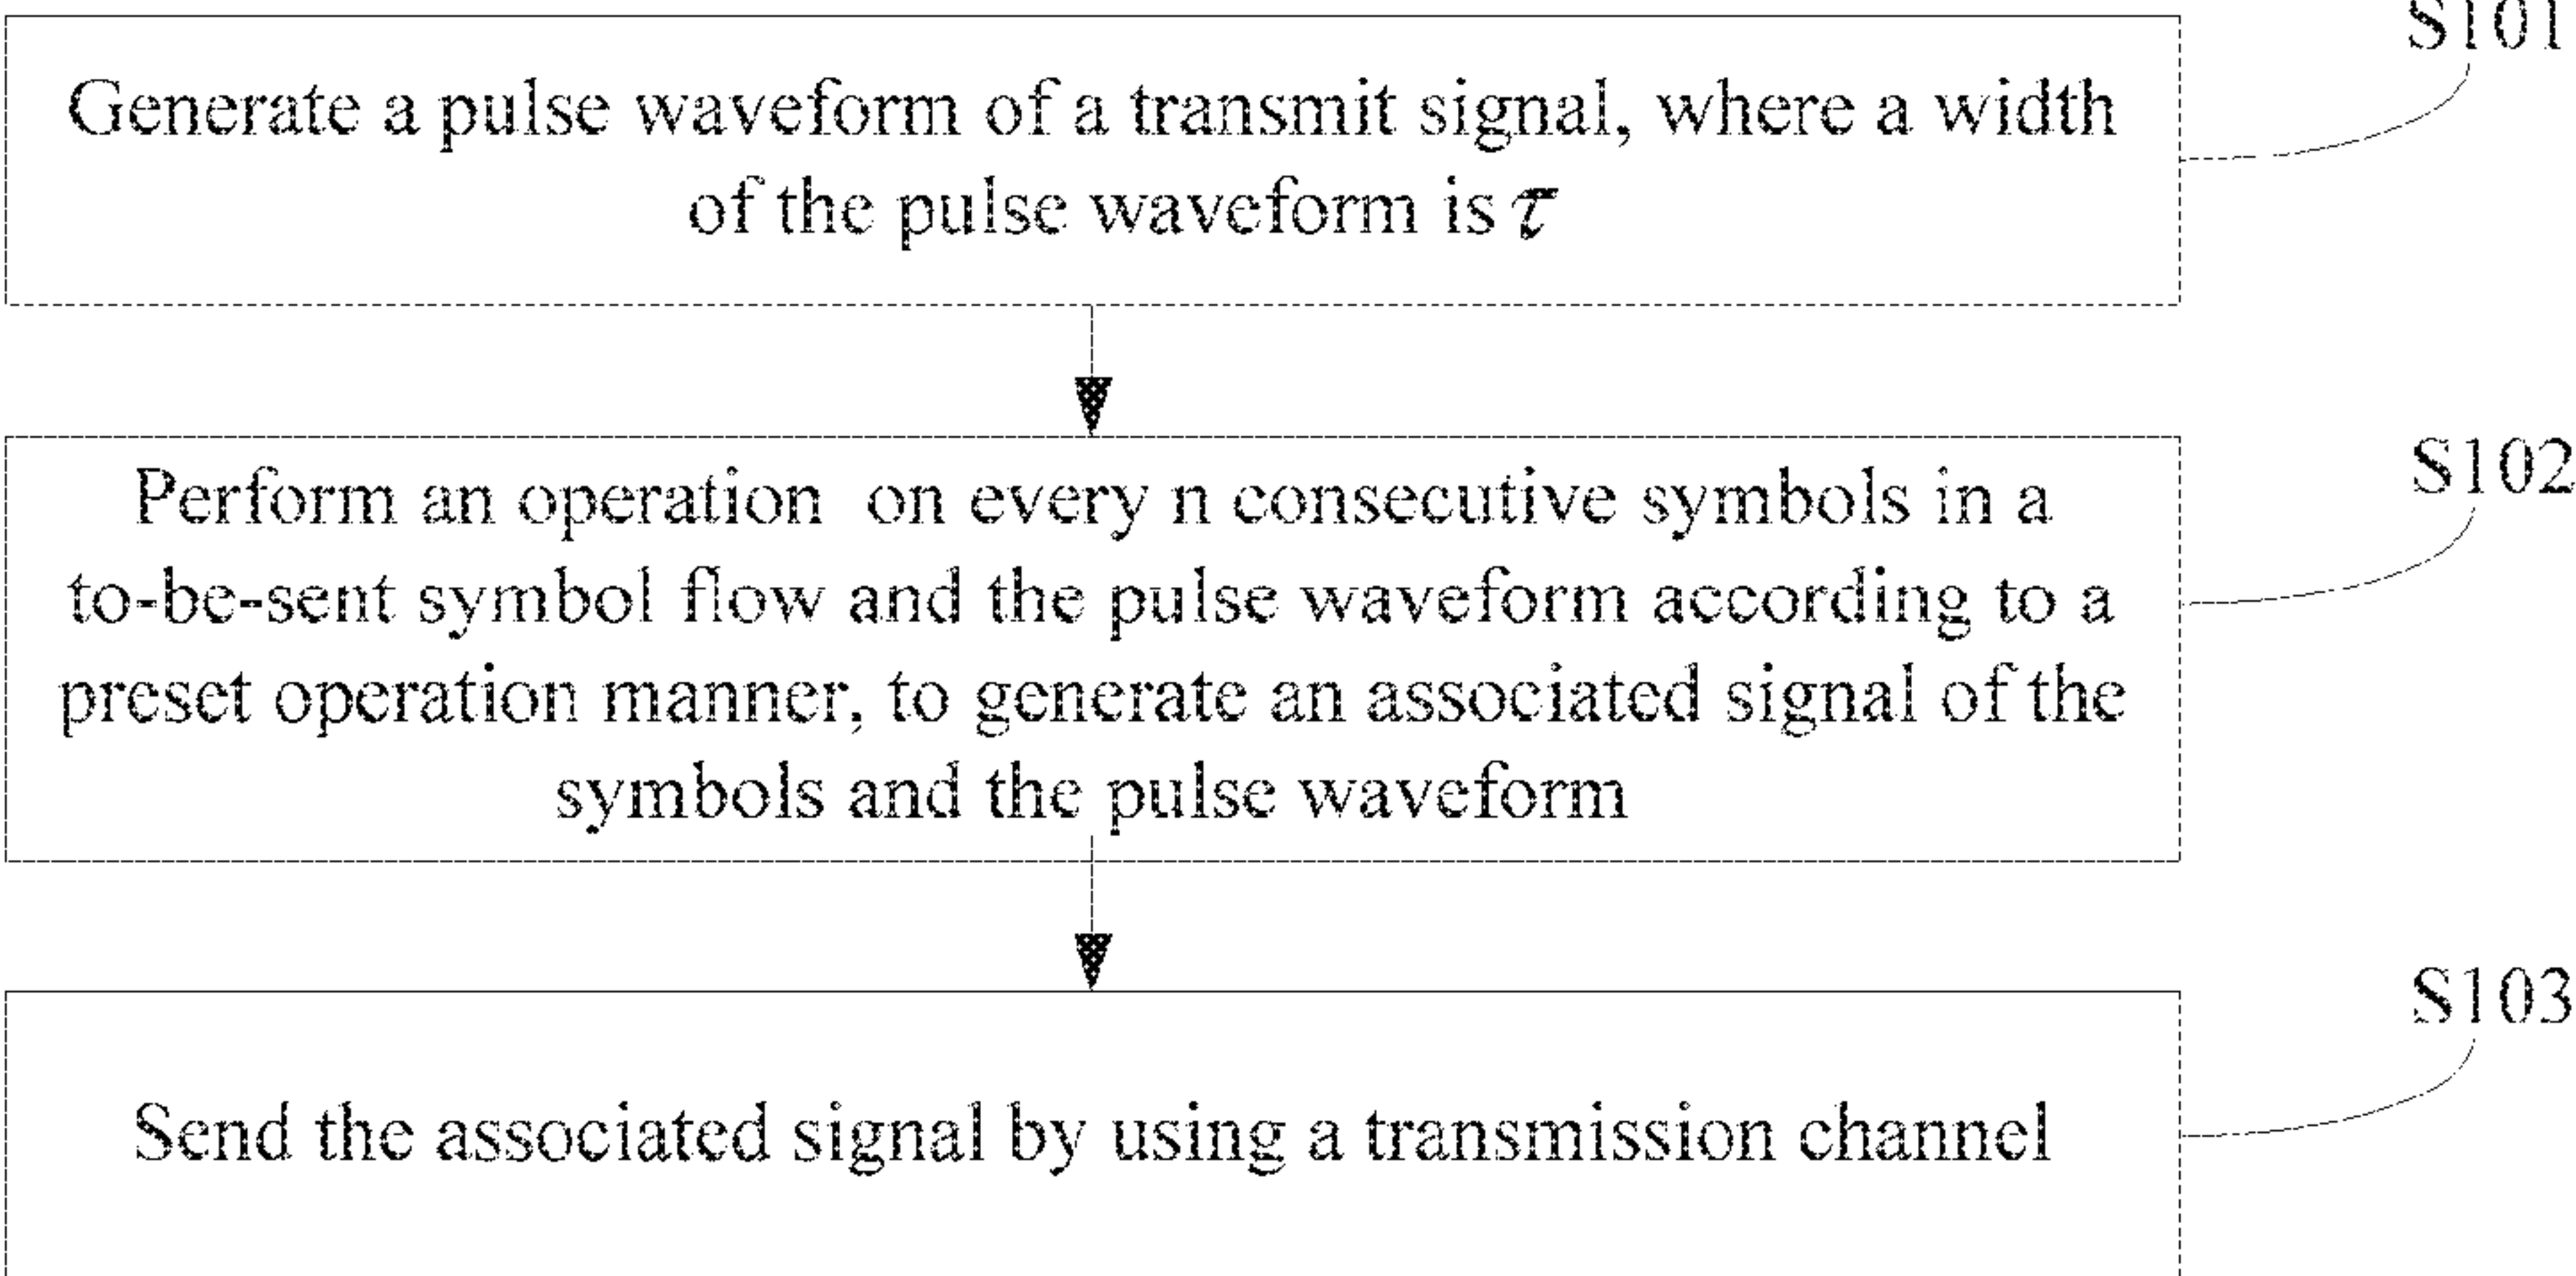 S101
Generate a pulse waveform of a transmit signal, where a width
of the pulse waveform is τ
S102
Perform an operation on every n consecutive symbols in a
to-be-sent symbol flow and the pulse waveform according to a
preset operation manner, to generate an associated signal of the
symbols and the pulse waveform
S103
Send the associated signal by using a transmission channel